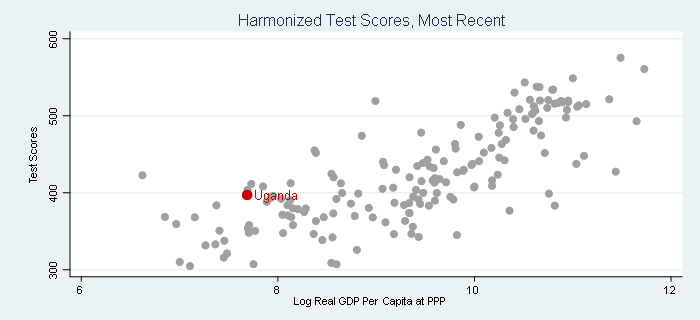 Harmonized Test Scores, Most Recent
600
500
400
300
Test Scores
Uganda
6
8
10
12
Log Real GDP Per Capita at PPP